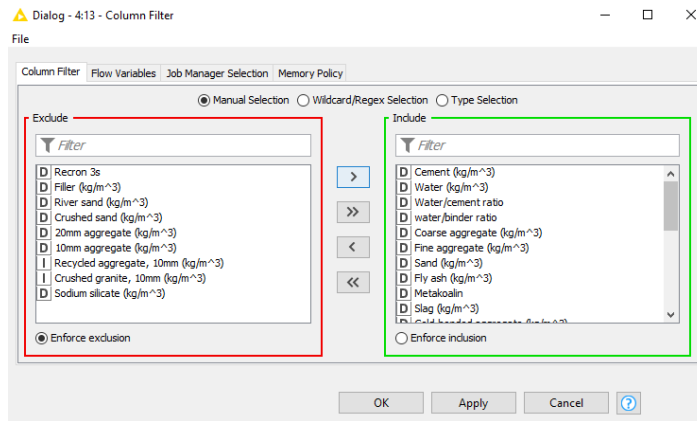 Dialog - 4:13 - Column Filter
File
Column Filter Flow Variables Job Manager Selection Memory Policy
Manual Selection Wildcard/Regex Selection Type Selection
Exclude
Filter
D Recron 3s
D Filler (kg/m^3)
D River sand (kg/m^3)
D Crushed sand (kg/m^3)
D 20mm aggregate (kg/m^3)
D 10mm aggregate (kg/m^3)
I Recycled aggregate, 10mm (kg/m^3)
I Crushed granite, 10mm (kg/m^3)
D Sodium silicate (kg/m^3)
Enforce exclusion
>
>>
<
<<
Include
Filter
D Cement (kg/m^3)
D Water (kg/m^3)
D Water/cement ratio
D water/binder ratio
D Coarse aggregate (kg/m^3)
D Fine aggregate (kg/m^3)
D Sand (kg/m^3)
D Fly ash (kg/m^3)
D Metakoalin
D Slag (kg/m^3)
D Cold bonded aggregate (kg/m^3)
Enforce inclusion
OK Apply Cancel ?